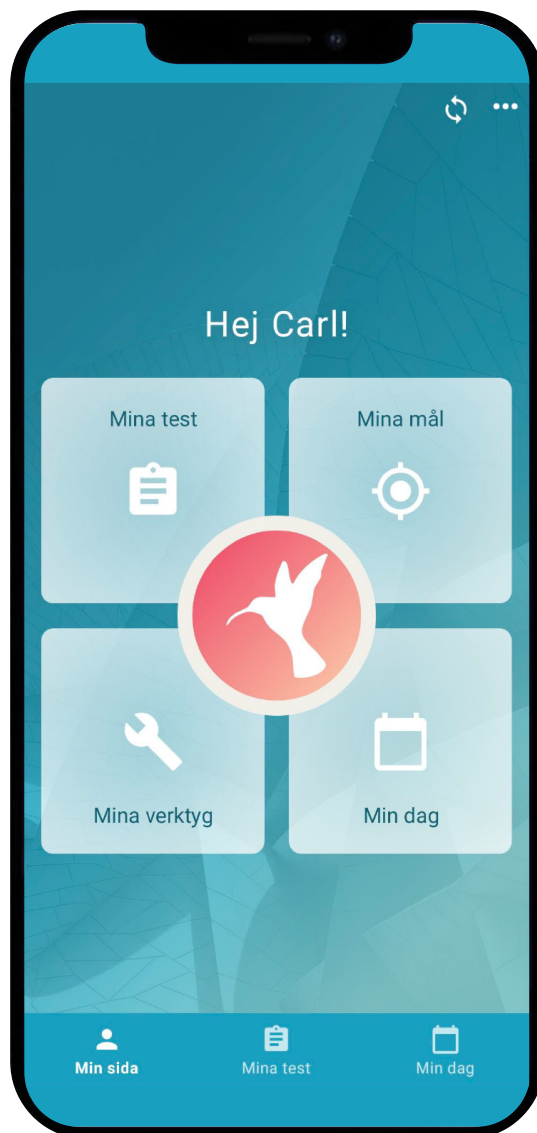 Hej Carl!
Mina test
Mina mål
Mina verktyg
Min dag
Min sida
Mina test
Min dag